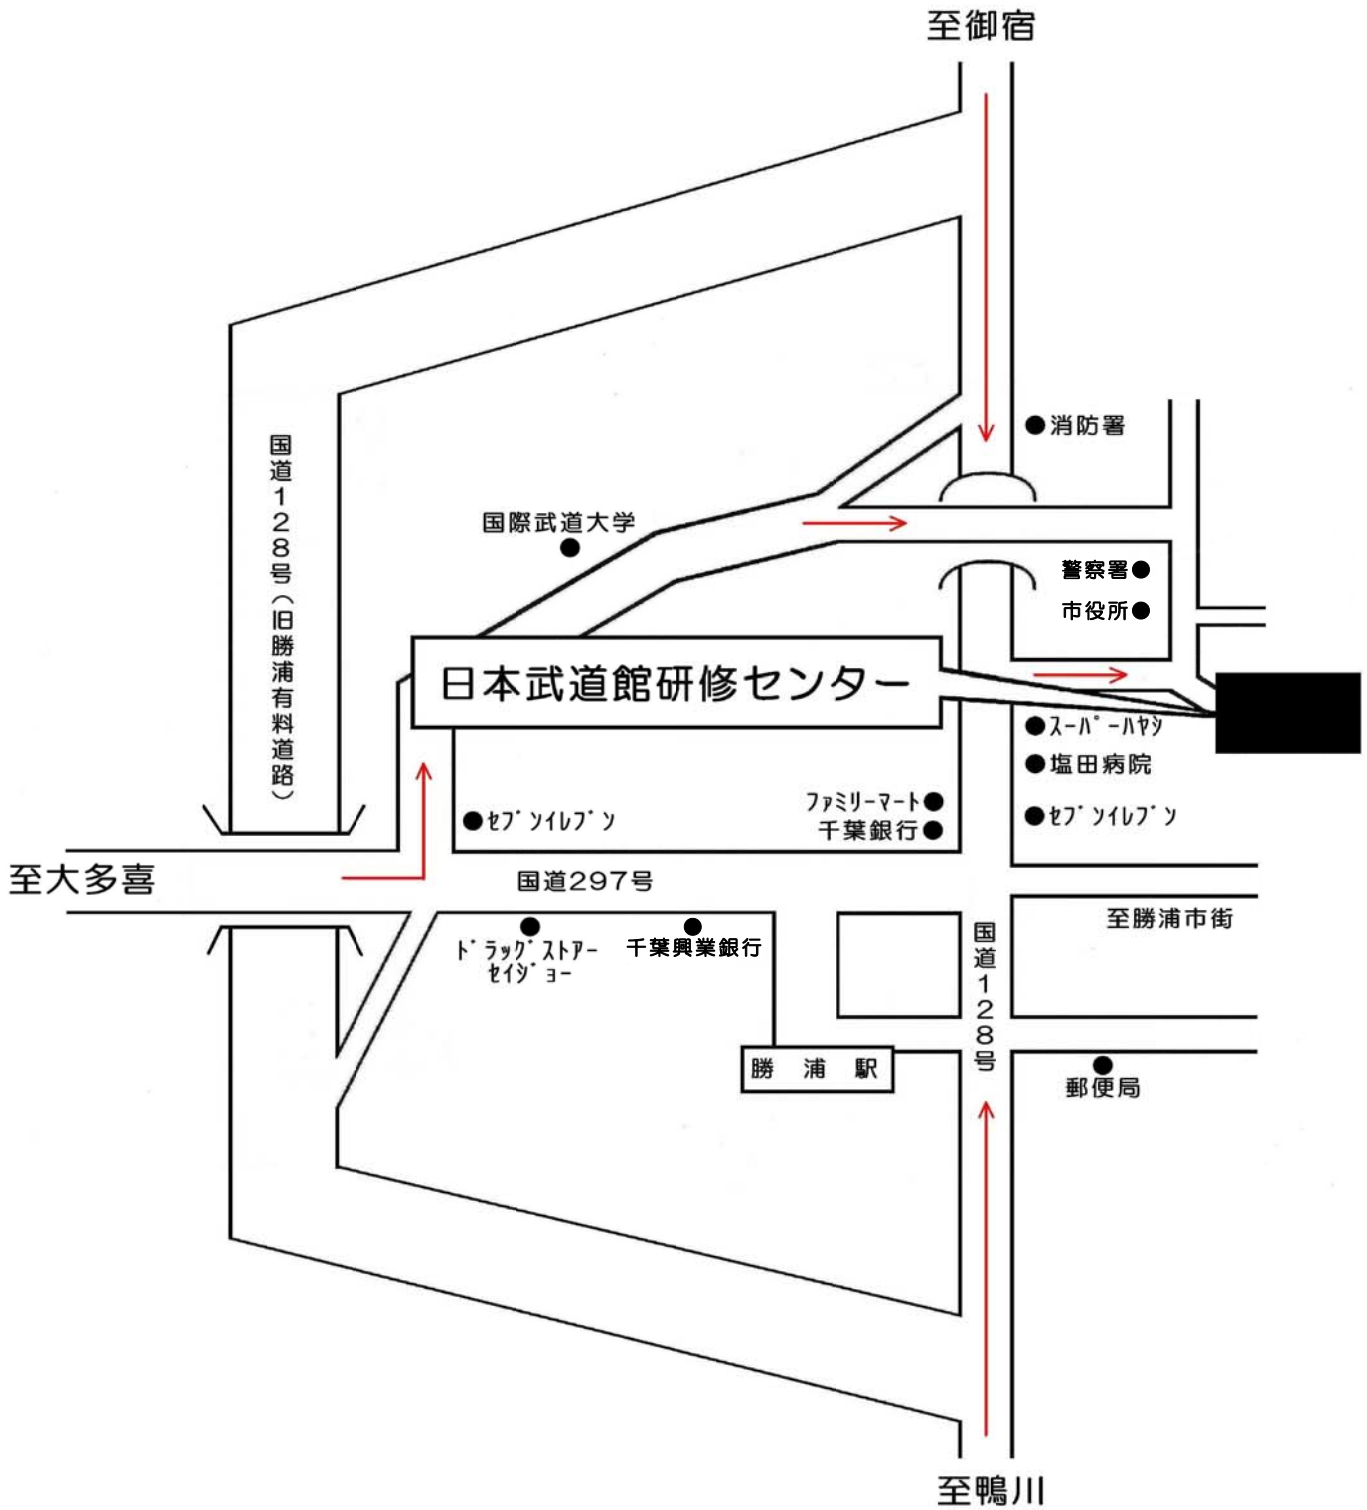 至御宿
消防署
国道128号(旧勝浦有料道路)
国際武道大学
警察署
市役所
日本武道館研修センター
ｽｰﾊﾟｰﾊﾔｼ
塩田病院
ｾﾌﾞﾝｲﾚﾌﾞﾝ
ﾌｧﾐﾘｰﾏｰﾄ
千葉銀行
ｾﾌﾞﾝｲﾚﾌﾞﾝ
至大多喜
国道297号
至勝浦市街
ﾄﾞﾗｯｸﾞｽﾄｱｰ
ｾｲｼﾞｮｰ
千葉興業銀行
国道128号
勝浦駅
郵便局
至鴨川